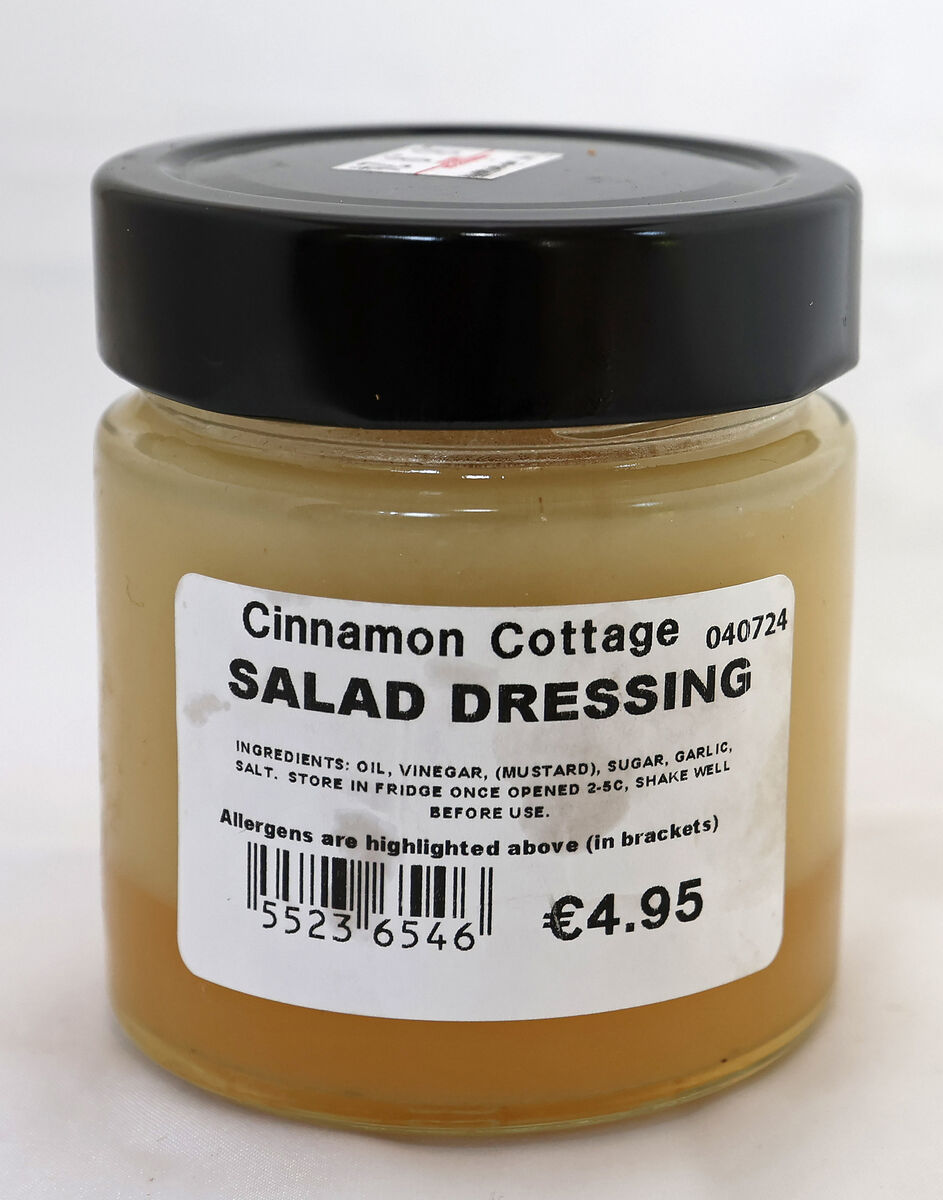 Cinnamon Cottage 040724
SALAD DRESSING
INGREDIENTS: OIL, VINEGAR, (MUSTARD), SUGAR, GARLIC,
SALT. STORE IN FRIDGE ONCE OPENED 2-5C, SHAKE WELL
BEFORE USE.
Allergens are highlighted above (in brackets)
5523 6546
€4.95